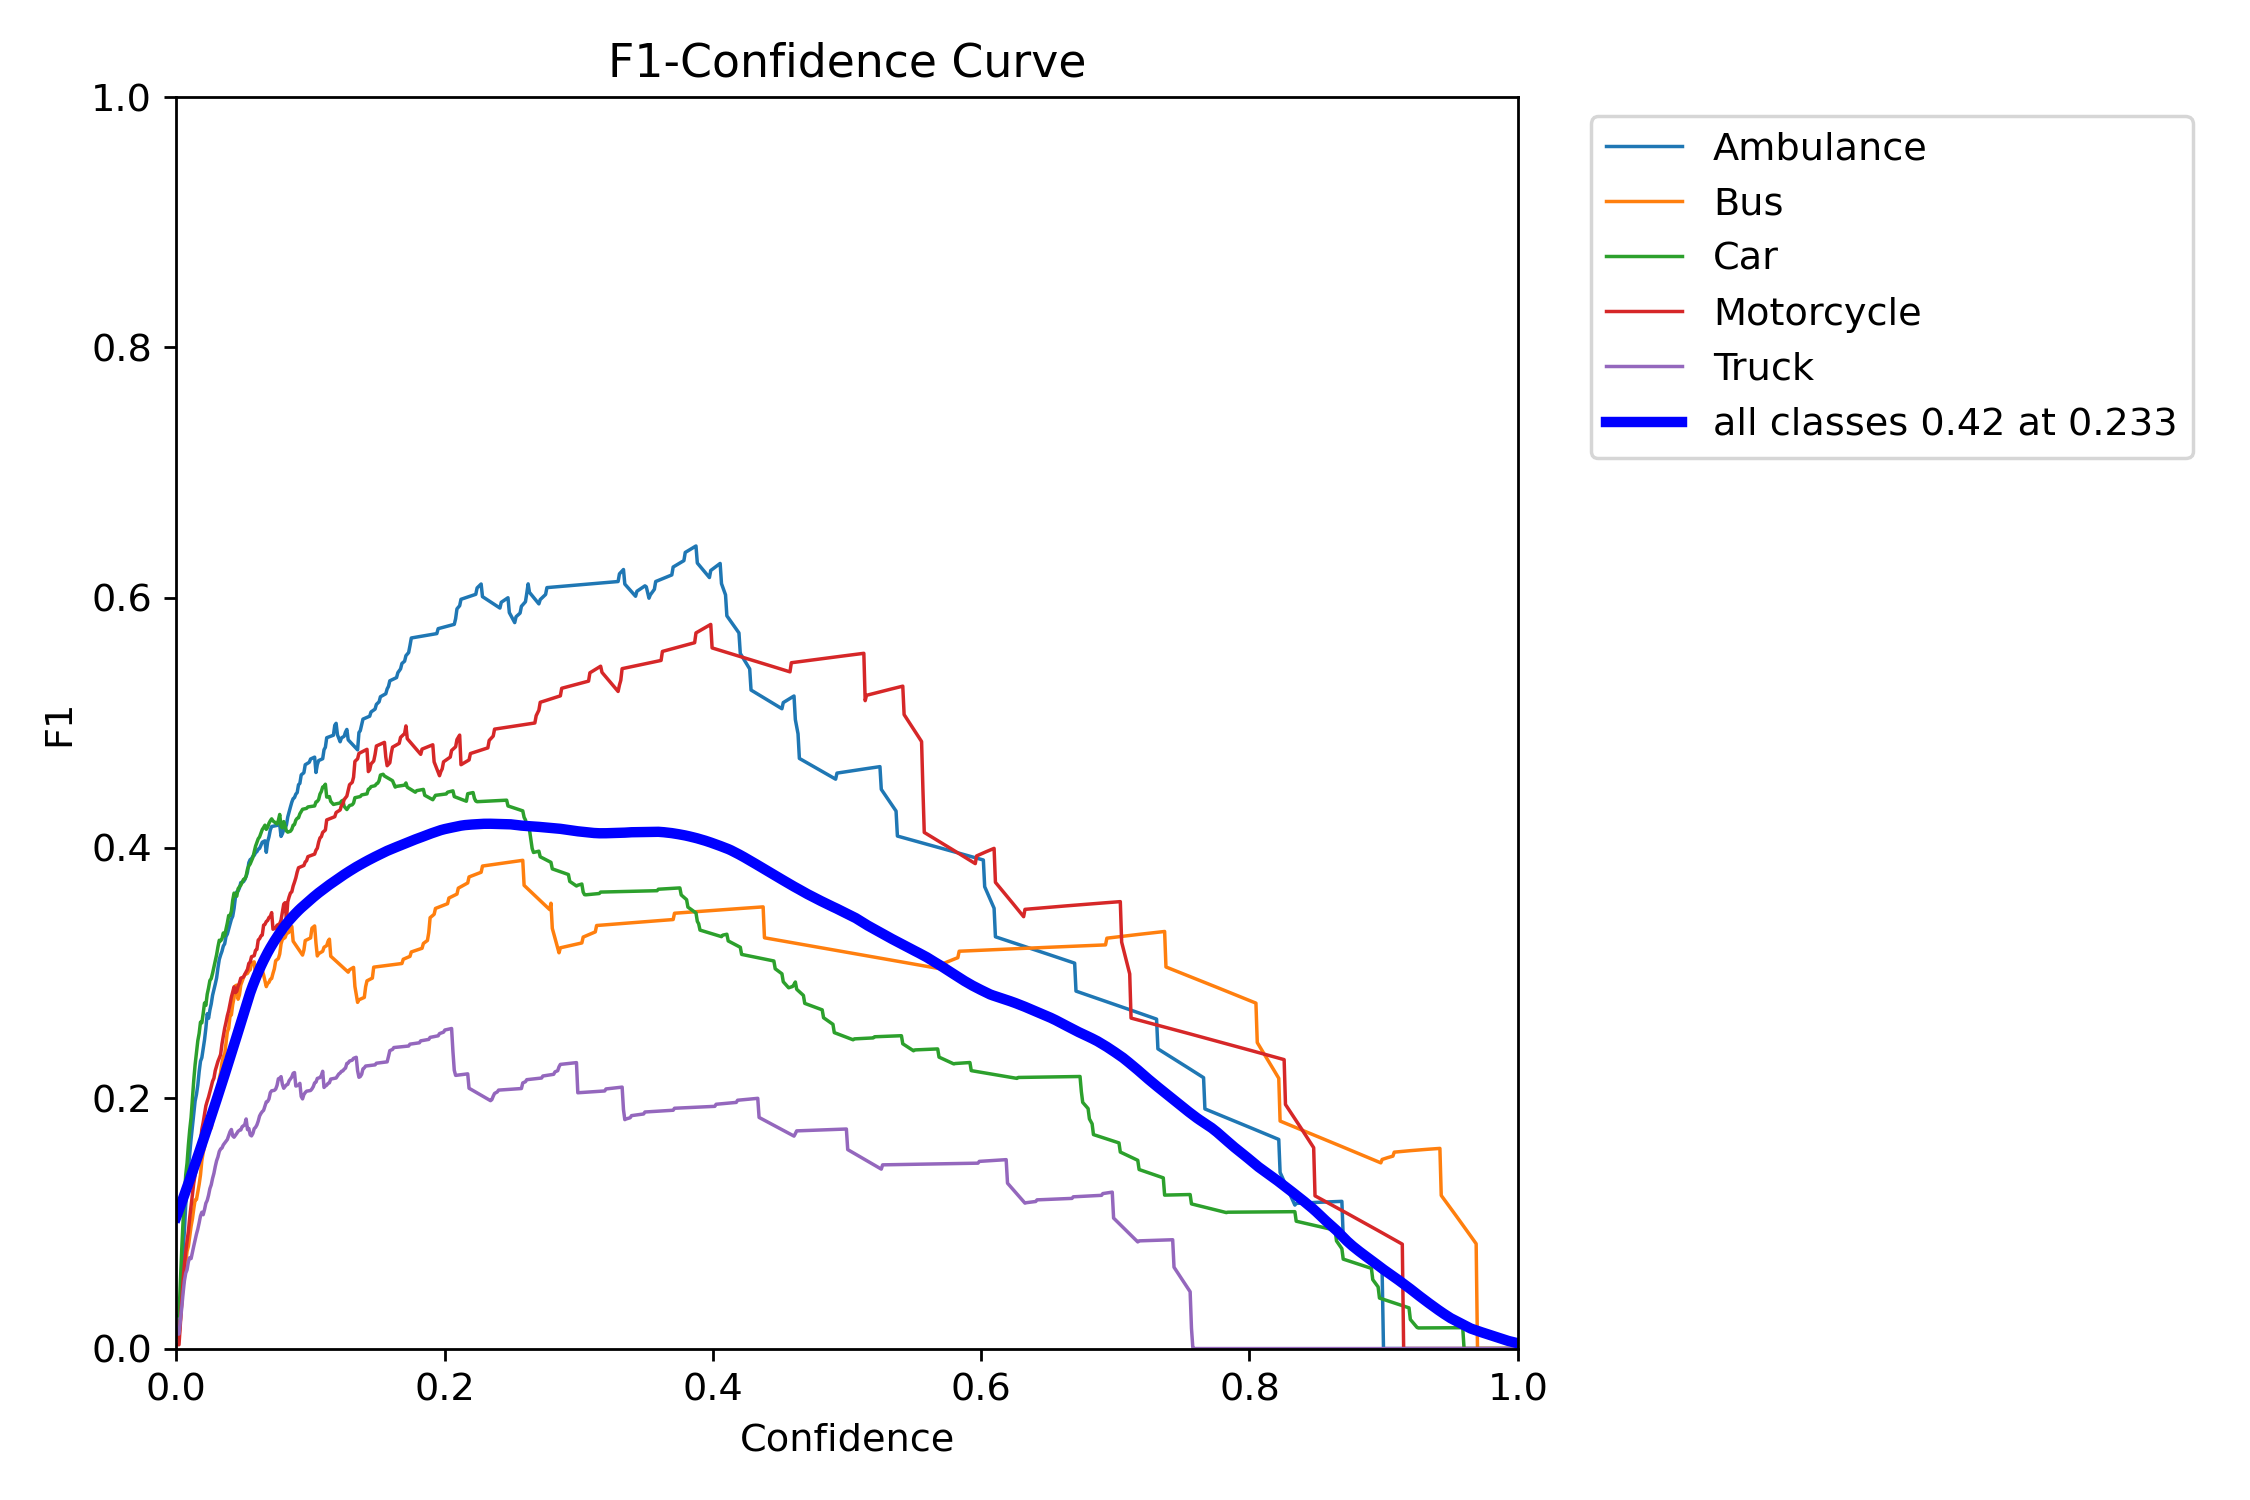 F1-Confidence Curve
1.0
0.8
0.6
0.4
0.2
0.0
F1
0.0 0.2 0.4 0.6 0.8 1.0
Confidence
Ambulance
Bus
Car
Motorcycle
Truck
all classes 0.42 at 0.233